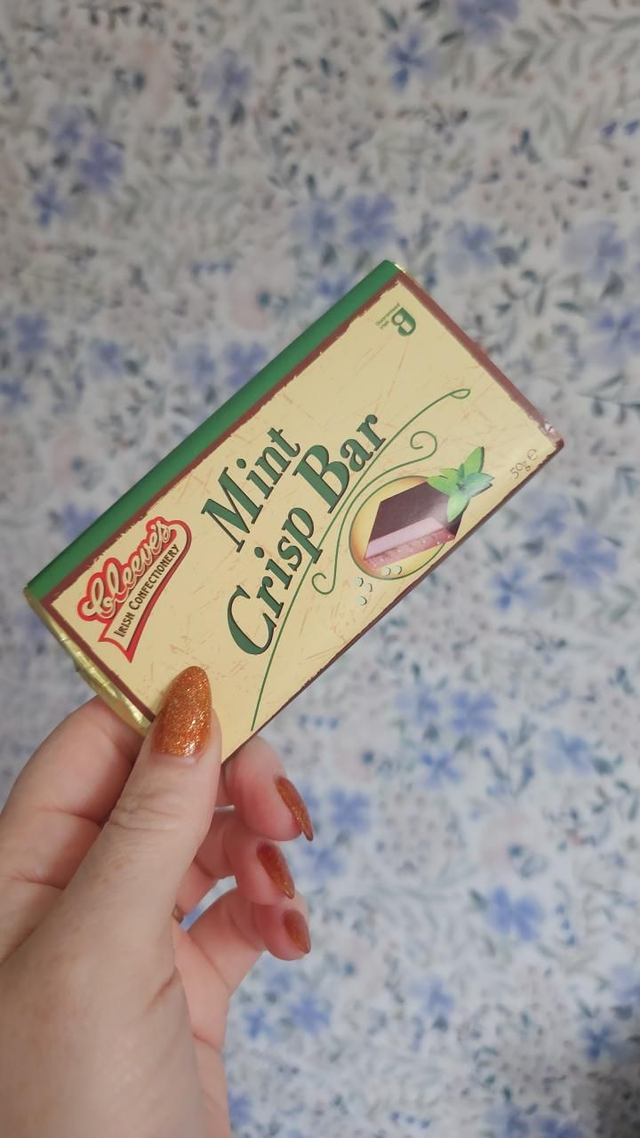 Cleeve's
IRISH CONFECTIONERY
Mint
Crisp Bar
50g e